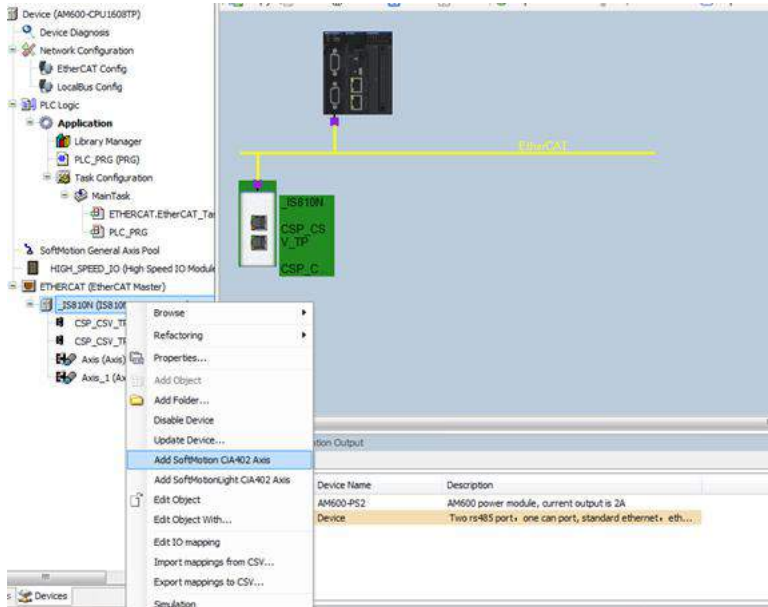 Device (AM600-CPU1608TP)
Device Diagnosis
Network Configuration
EtherCAT Config
LocalBus Config
PLC Logic
Application
Library Manager
PLC_PRG (PRG)
Task Configuration
MainTask
ETHERCAT.EtherCAT_Ta
PLC_PRG
SoftMotion General Axis Pool
HIGH_SPEED_IO (High Speed IO Module
ETHERCAT (EtherCAT Master)
_IS810N (IS810N
CSP_CSV_TP
CSP_CSV_TP
Axis (Axis)
Axis_1 (Ax
Devices
EtherCAT
_IS810N
CSP_CS
V_TP
CSP_C...
Browse
Refactoring
Properties...
Add Object
Add Folder...
Disable Device
Update Device...
Add SoftMotion CiA402 Axis
Add SoftMotionLight CiA402 Axis
Edit Object
Edit Object With...
Edit IO mapping
Import mappings from CSV...
Export mappings to CSV...
Simulation
tion Output
Device Name Description
AM600-PS2 AM600 power module, current output is 2A
Device Two rs485 port，one can port, standard ethernet，eth...